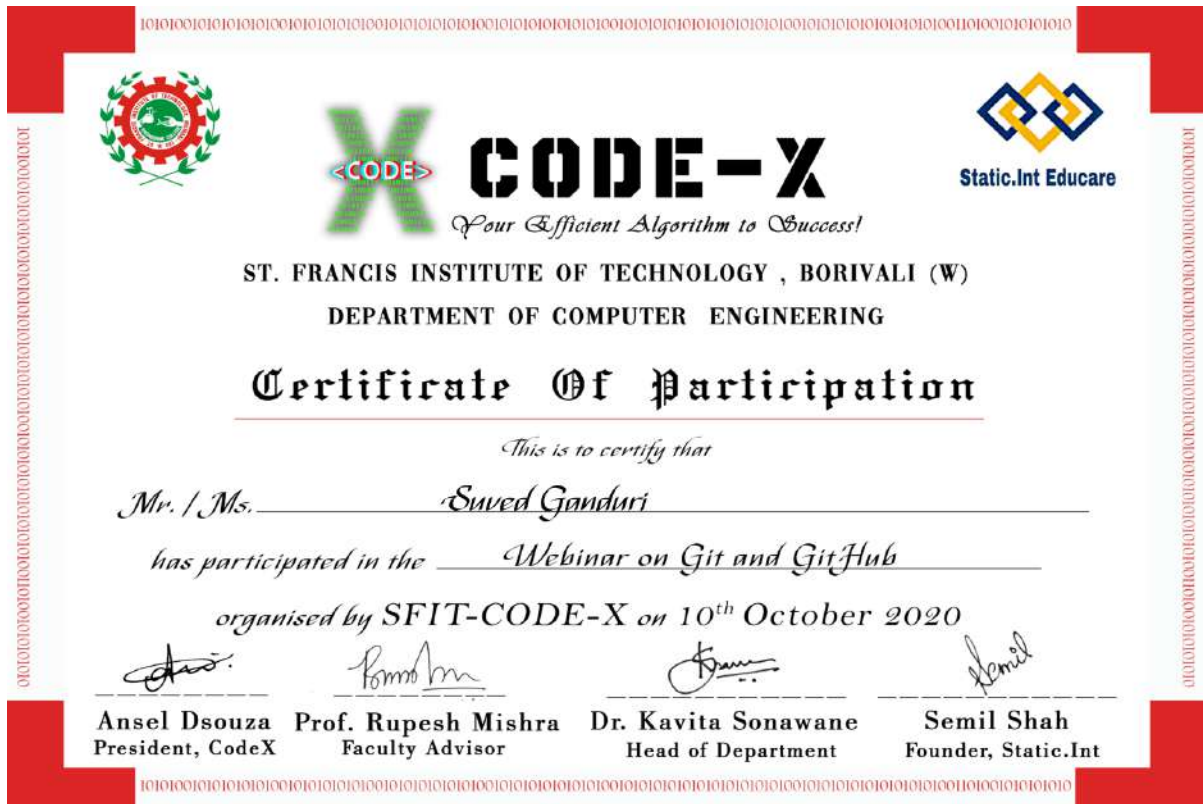 1010100101010101010101010100101010101010101010100101010101010101010100101010101010101010100110101010101010
<CODE>
CODE-X
Static.Int Educare
Your Efficient Algorithm to Success!
ST. FRANCIS INSTITUTE OF TECHNOLOGY , BORIVALI (W)
DEPARTMENT OF COMPUTER ENGINEERING
Certificate Of Participation
This is to certify that
Mr. / Ms. Suved Ganduri
has participated in the Webinar on Git and GitHub
organised by SFIT-CODE-X on 10th October 2020
Semil
Ansel Dsouza Prof. Rupesh Mishra Dr. Kavita Sonawane Semil Shah
President, CodeX Faculty Advisor Head of Department Founder, Static.Int